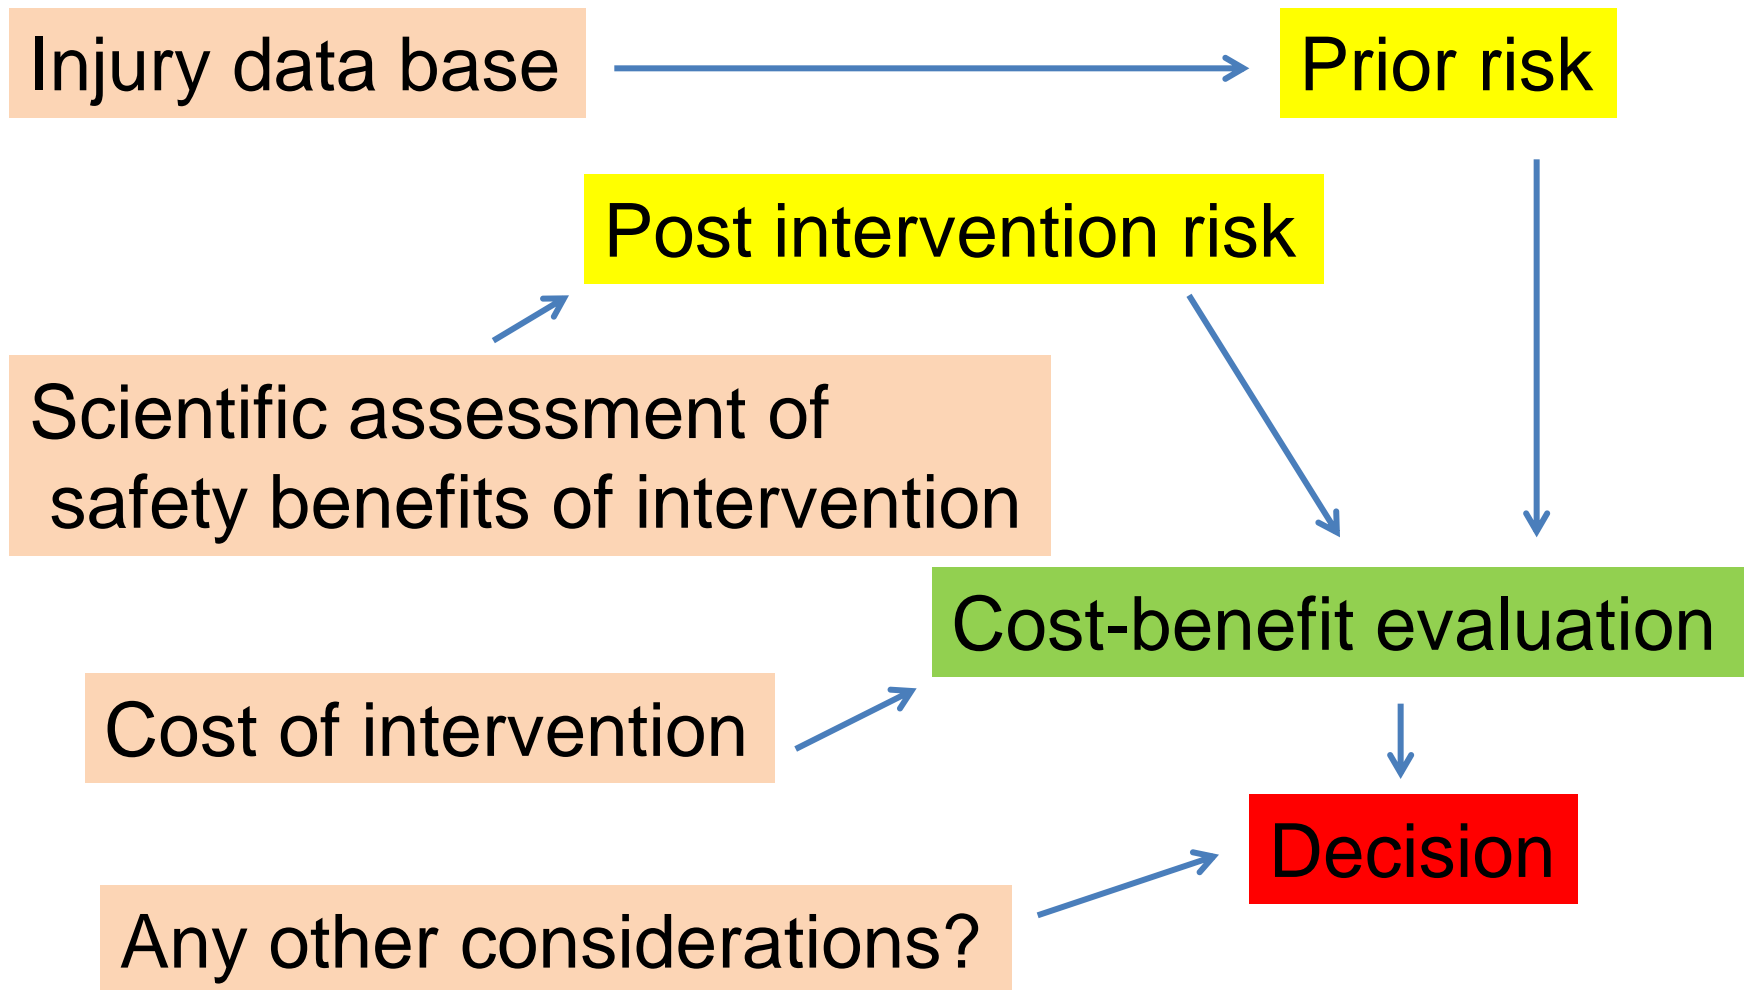 Injury data base
Prior risk
Post intervention risk
Scientific assessment of
safety benefits of intervention
Cost-benefit evaluation
Cost of intervention
Decision
Any other considerations?